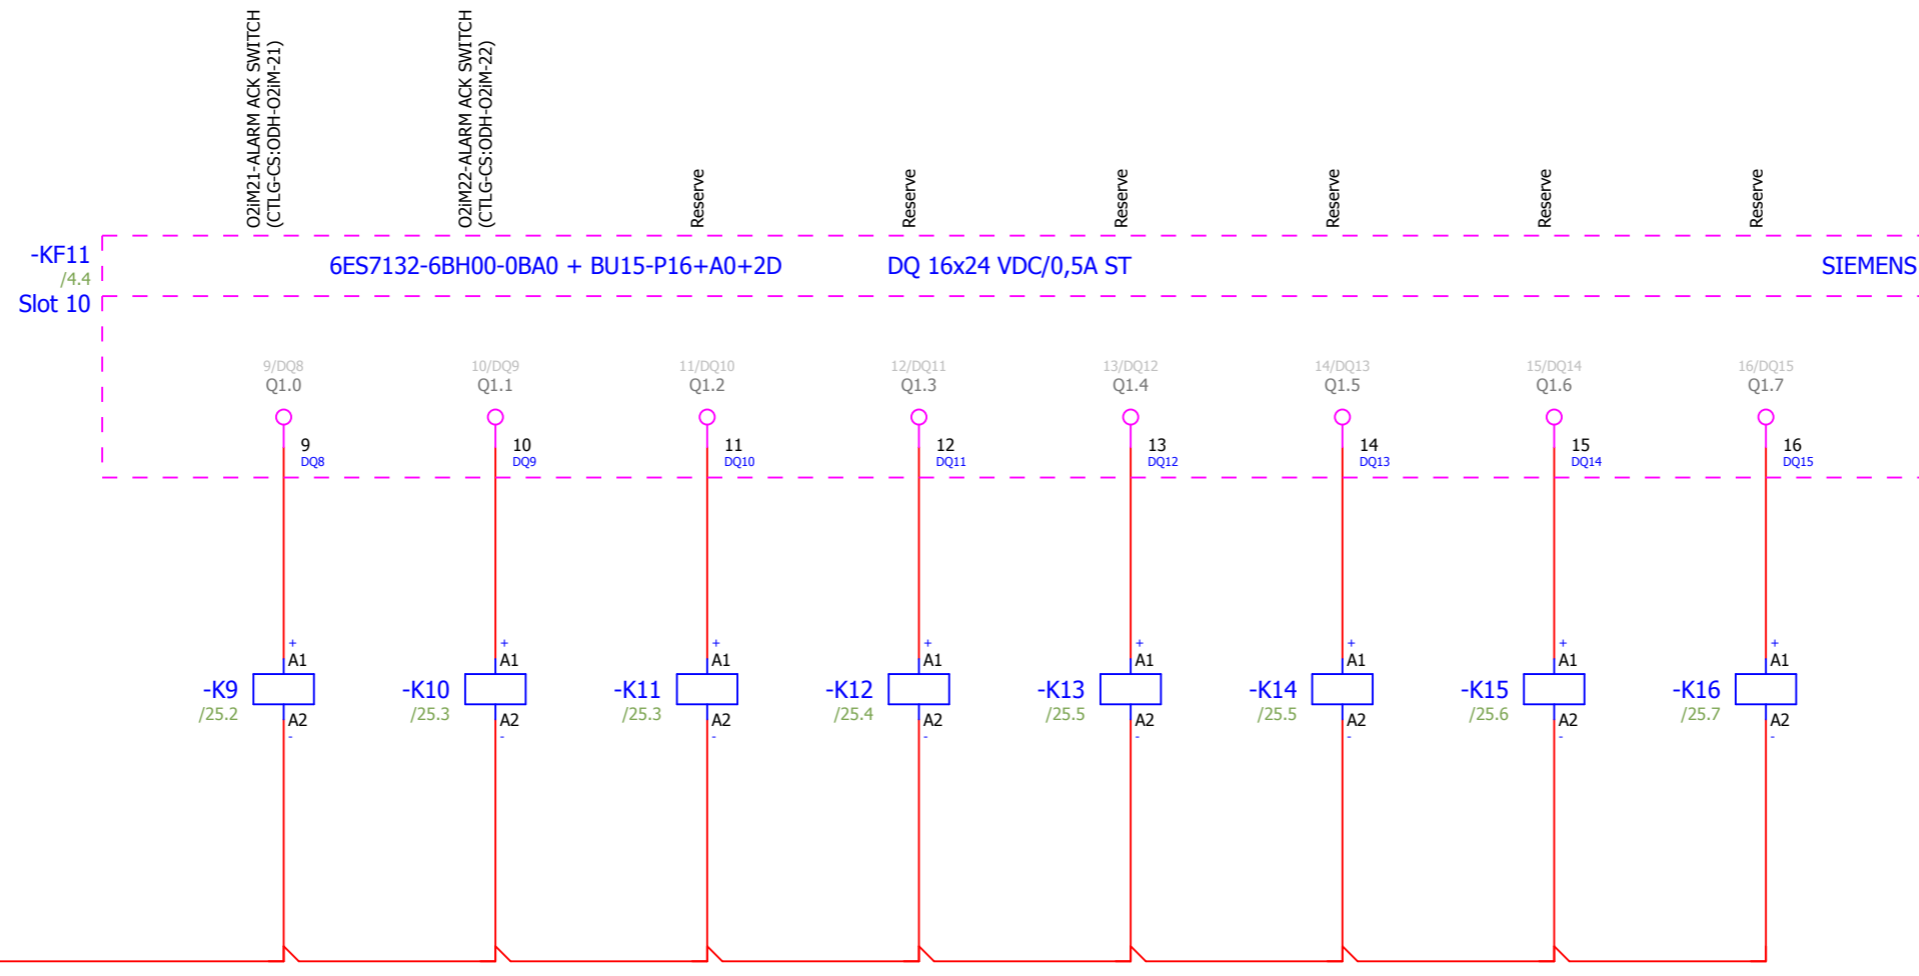 O2iM21-ALARM ACK SWITCH
(CTLG-CS:ODH-O2iM-21)
O2iM22-ALARM ACK SWITCH
(CTLG-CS:ODH-O2iM-22)
Reserve
Reserve
Reserve
Reserve
Reserve
Reserve
-KF11
/4.4
Slot 10
6ES7132-6BH00-0BA0 + BU15-P16+A0+2D
DQ 16x24 VDC/0,5A ST
SIEMENS
9/DQ8
Q1.0
10/DQ9
Q1.1
11/DQ10
Q1.2
12/DQ11
Q1.3
13/DQ12
Q1.4
14/DQ13
Q1.5
15/DQ14
Q1.6
16/DQ15
Q1.7
9
DQ8
10
DQ9
11
DQ10
12
DQ11
13
DQ12
14
DQ13
15
DQ14
16
DQ15
-K9
/25.2
+
A1
A2
-
-K10
/25.3
+
A1
A2
-
-K11
/25.3
+
A1
A2
-
-K12
/25.4
+
A1
A2
-
-K13
/25.5
+
A1
A2
-
-K14
/25.5
+
A1
A2
-
-K15
/25.6
+
A1
A2
-
-K16
/25.7
+
A1
A2
-